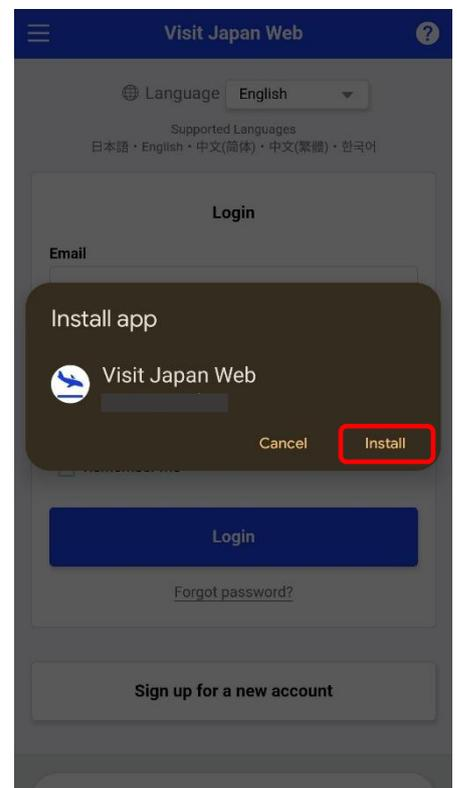 Visit Japan Web ?
Language English
Supported Languages
日本語・English・中文(简体)・中文(繁體)・한국어
Login
Email
Install app
Visit Japan Web
Cancel Install
Login
Forgot password?
Sign up for a new account